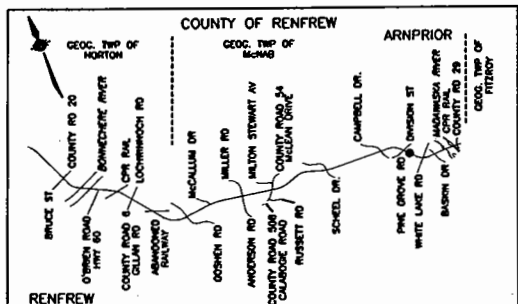 COUNTY OF RENFREW
ARNPRIOR
GEOG. TWP OF
HORTON
GEOG. TWP OF
McNAB
GEOG. TWP OF
FITZROY
COUNTY RD 20
BONNECHERE RIVER
CPR RAIL
LOCHWINNOCH RD
McCALLUM DR
MILLER RD
MILTON STEWART AV
COUNTY ROAD 54
McLEAN DRIVE
CAMPBELL DR.
DIVISION ST
MADAWASKA RIVER
CPR RAIL
COUNTY RD 29
BRUCE ST
O'BRIEN ROAD
HWY 60
COUNTY ROAD 6
GILLAN RD
ABANDONED
RAILWAY
GOSHEN RD
ANDERSON RD
COUNTY ROAD 508
CALABOGIE ROAD
RUSSETT RD
SCHEEL DR.
PINE GROVE RD
WHITE LAKE RD
BASKIN DR
RENFREW